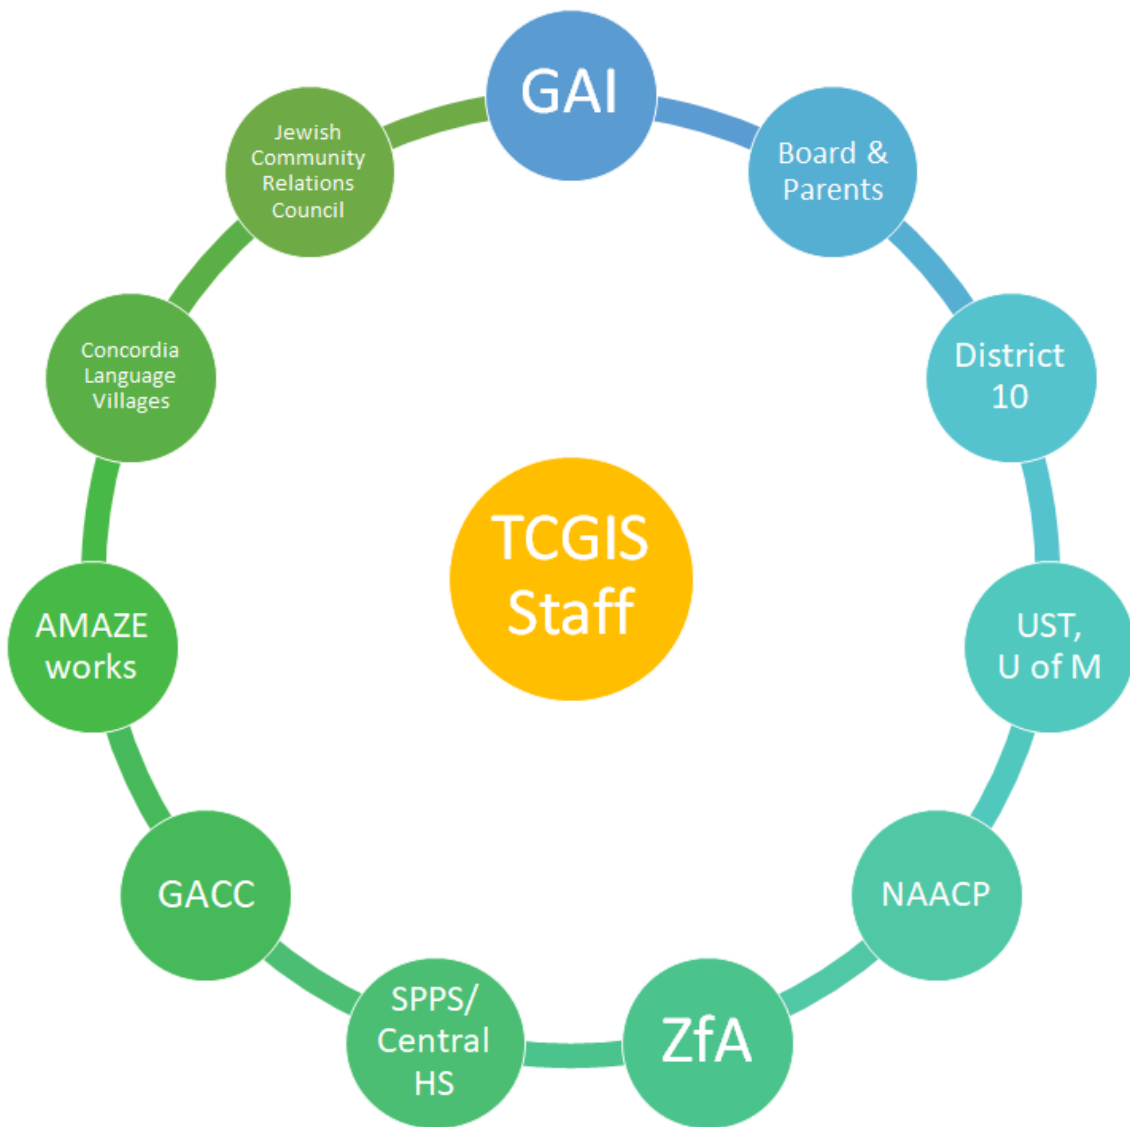 GAI
Board &
Parents
District
10
UST,
U of M
NAACP
ZfA
SPPS/
Central
HS
GACC
AMAZE
works
Concordia
Language
Villages
Jewish
Community
Relations
Council
TCGIS
Staff